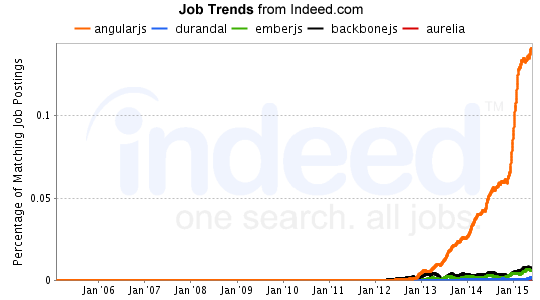 Job Trends from Indeed.com
angularjs durandal emberjs backbonejs aurelia
Percentage of Matching Job Postings
0.1
0.05
0
indeed™
one search. all jobs.
Jan '06 Jan '07 Jan '08 Jan '09 Jan '10 Jan '11 Jan '12 Jan '13 Jan '14 Jan '15